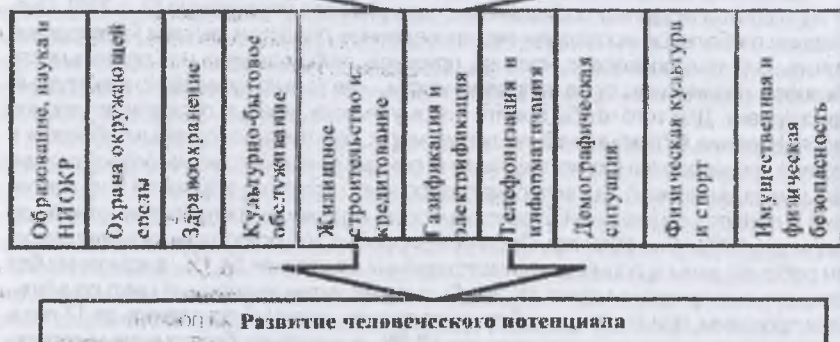 Образование, наука и
НИОКР
Охрана окружающей
среды
Здравоохранение
Культурно-бытовое
обслуживание
Жилищное
строительство и
кредитование
Газификация и
электрификация
Телефонизация и
информатизация
Демографическая
ситуация
Физическая культура
и спорт
Имущественная и
физическая
безопасность
Развитие человеческого потенциала